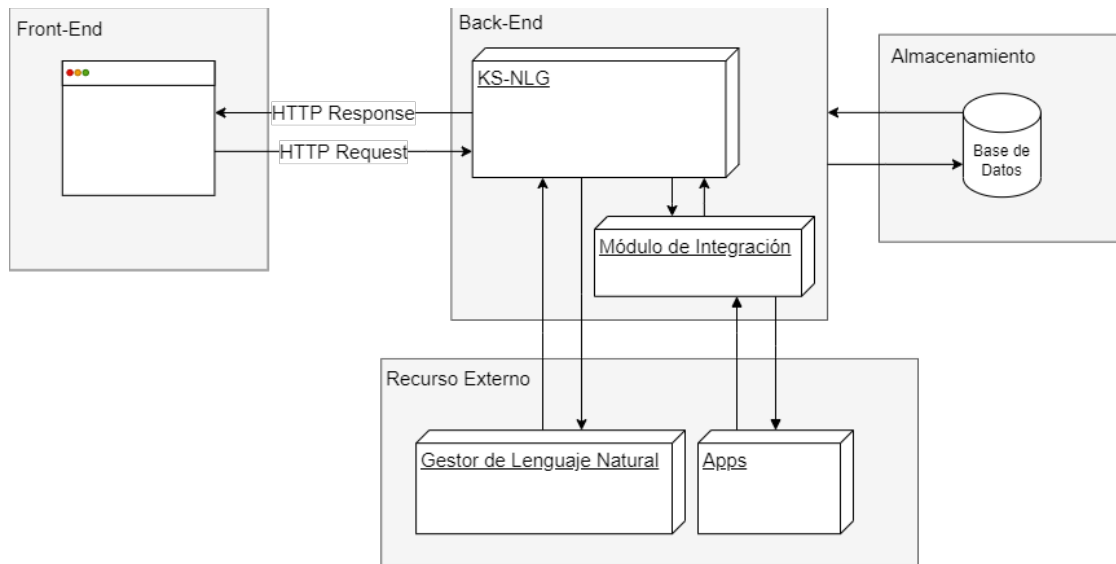 Front-End
Back-End
KS-NLG
Almacenamiento
HTTP Response
HTTP Request
Base de
Datos
Módulo de Integración
Recurso Externo
Gestor de Lenguaje Natural
Apps